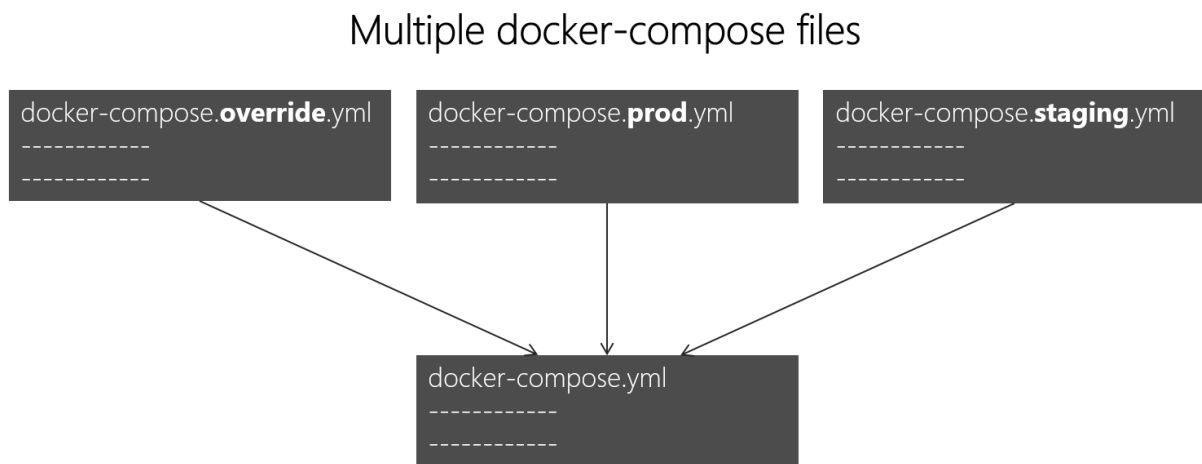 Multiple docker-compose files
docker-compose.override.yml
------------
------------
docker-compose.prod.yml
------------
------------
docker-compose.staging.yml
------------
------------
docker-compose.yml
------------
------------